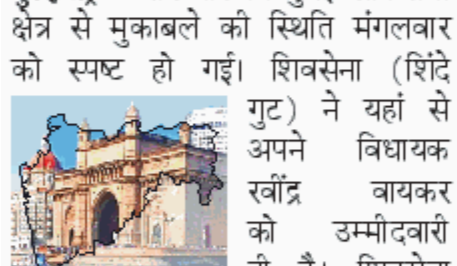 क्षेत्र से मुकाबले की स्थिति मंगलवार
को स्पष्ट हो गई। शिवसेना (शिंदे
गुट) ने यहां से
अपने विधायक
रवींद्र वायकर
को उम्मीदवारी